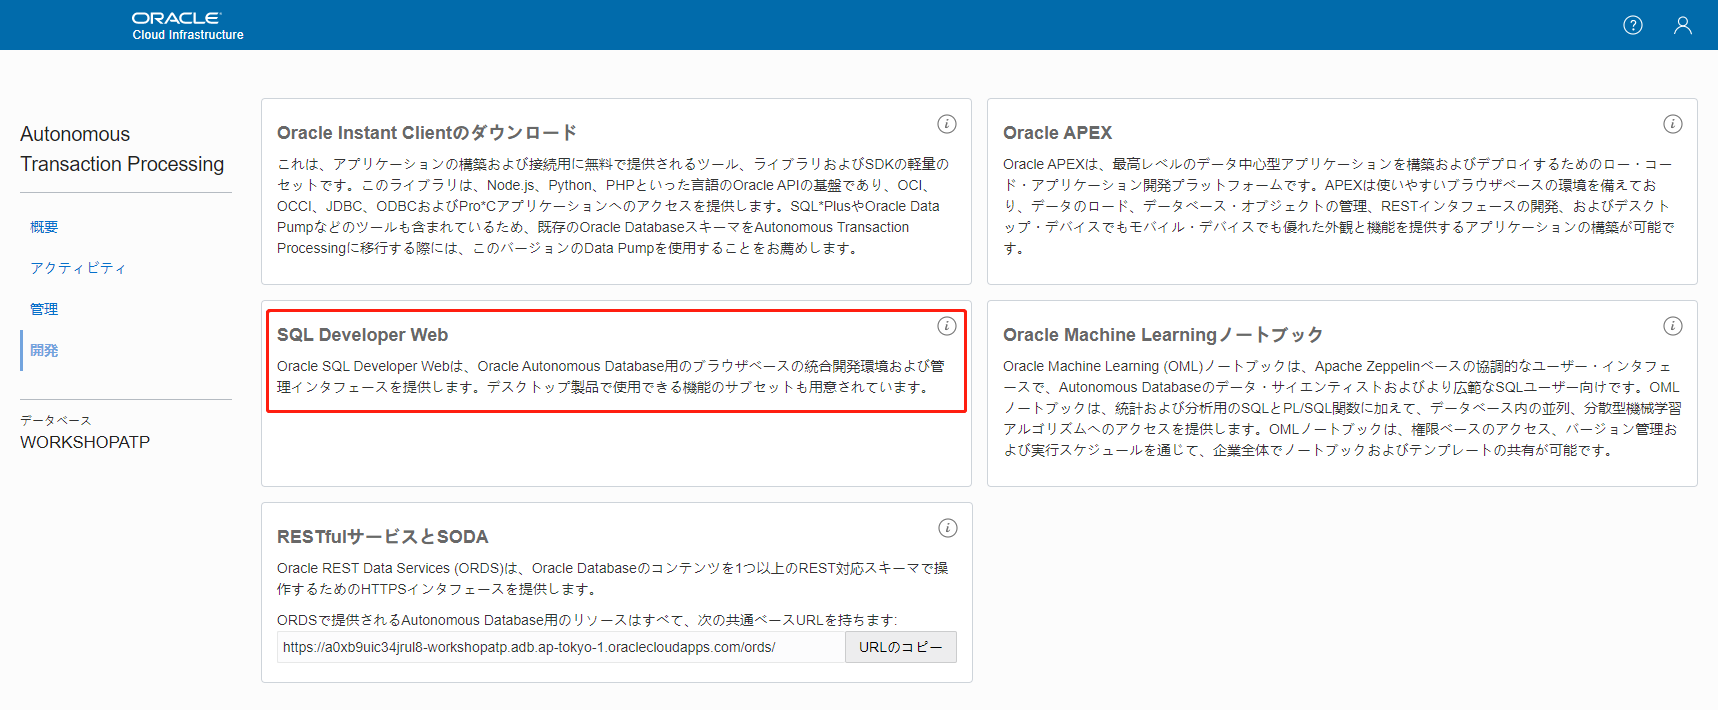 ORACLE
Cloud Infrastructure
Autonomous
Transaction Processing
概要
アクティビティ
管理
開発
データベース
WORKSHOPATP
Oracle Instant Clientのダウンロード
これは、アプリケーションの構築および接続用に無料で提供されるツール、ライブラリおよびSDKの軽量の
セットです。このライブラリは、Node.js、Python、PHPといった言語のOracle APIの基盤であり、OCI、
OCCI、JDBC、ODBCおよびPro*Cアプリケーションへのアクセスを提供します。SQL*PlusやOracle Data
Pumpなどのツールも含まれているため、既存のOracle DatabaseスキーマをAutonomous Transaction
Processingに移行する際には、このバージョンのData Pumpを使用することをお薦めします。
Oracle APEX
Oracle APEXは、最高レベルのデータ中心型アプリケーションを構築およびデプロイするためのロー・コー
ド・アプリケーション開発プラットフォームです。APEXは使いやすいブラウザベースの環境を備えてお
り、データのロード、データベース・オブジェクトの管理、RESTインタフェースの開発、およびデスクト
ップ・デバイスでもモバイル・デバイスでも優れた外観と機能を提供するアプリケーションの構築が可能で
す。
SQL Developer Web
Oracle SQL Developer Webは、Oracle Autonomous Database用のブラウザベースの統合開発環境および管
理インタフェースを提供します。デスクトップ製品で使用できる機能のサブセットも用意されています。
Oracle Machine Learningノートブック
Oracle Machine Learning (OML)ノートブックは、Apache Zeppelinベースの協調的なユーザー・インタフェ
ースで、Autonomous Databaseのデータ・サイエンティストおよびより広範なSQLユーザー向けです。OML
ノートブックは、統計および分析用のSQLとPL/SQL関数に加えて、データベース内の並列、分散型機械学習
アルゴリズムへのアクセスを提供します。OMLノートブックは、権限ベースのアクセス、バージョン管理お
よび実行スケジュールを通じて、企業全体でノートブックおよびテンプレートの共有が可能です。
RESTfulサービスとSODA
Oracle REST Data Services (ORDS)は、Oracle Databaseのコンテンツを1つ以上のREST対応スキーマで操
作するためのHTTPSインタフェースを提供します。
ORDSで提供されるAutonomous Database用のリソースはすべて、次の共通ベースURLを持ちます:
https://a0xb9uic34jrul8-workshopatp.adb.ap-tokyo-1.oraclecloudapps.com/ords/
URLのコピー